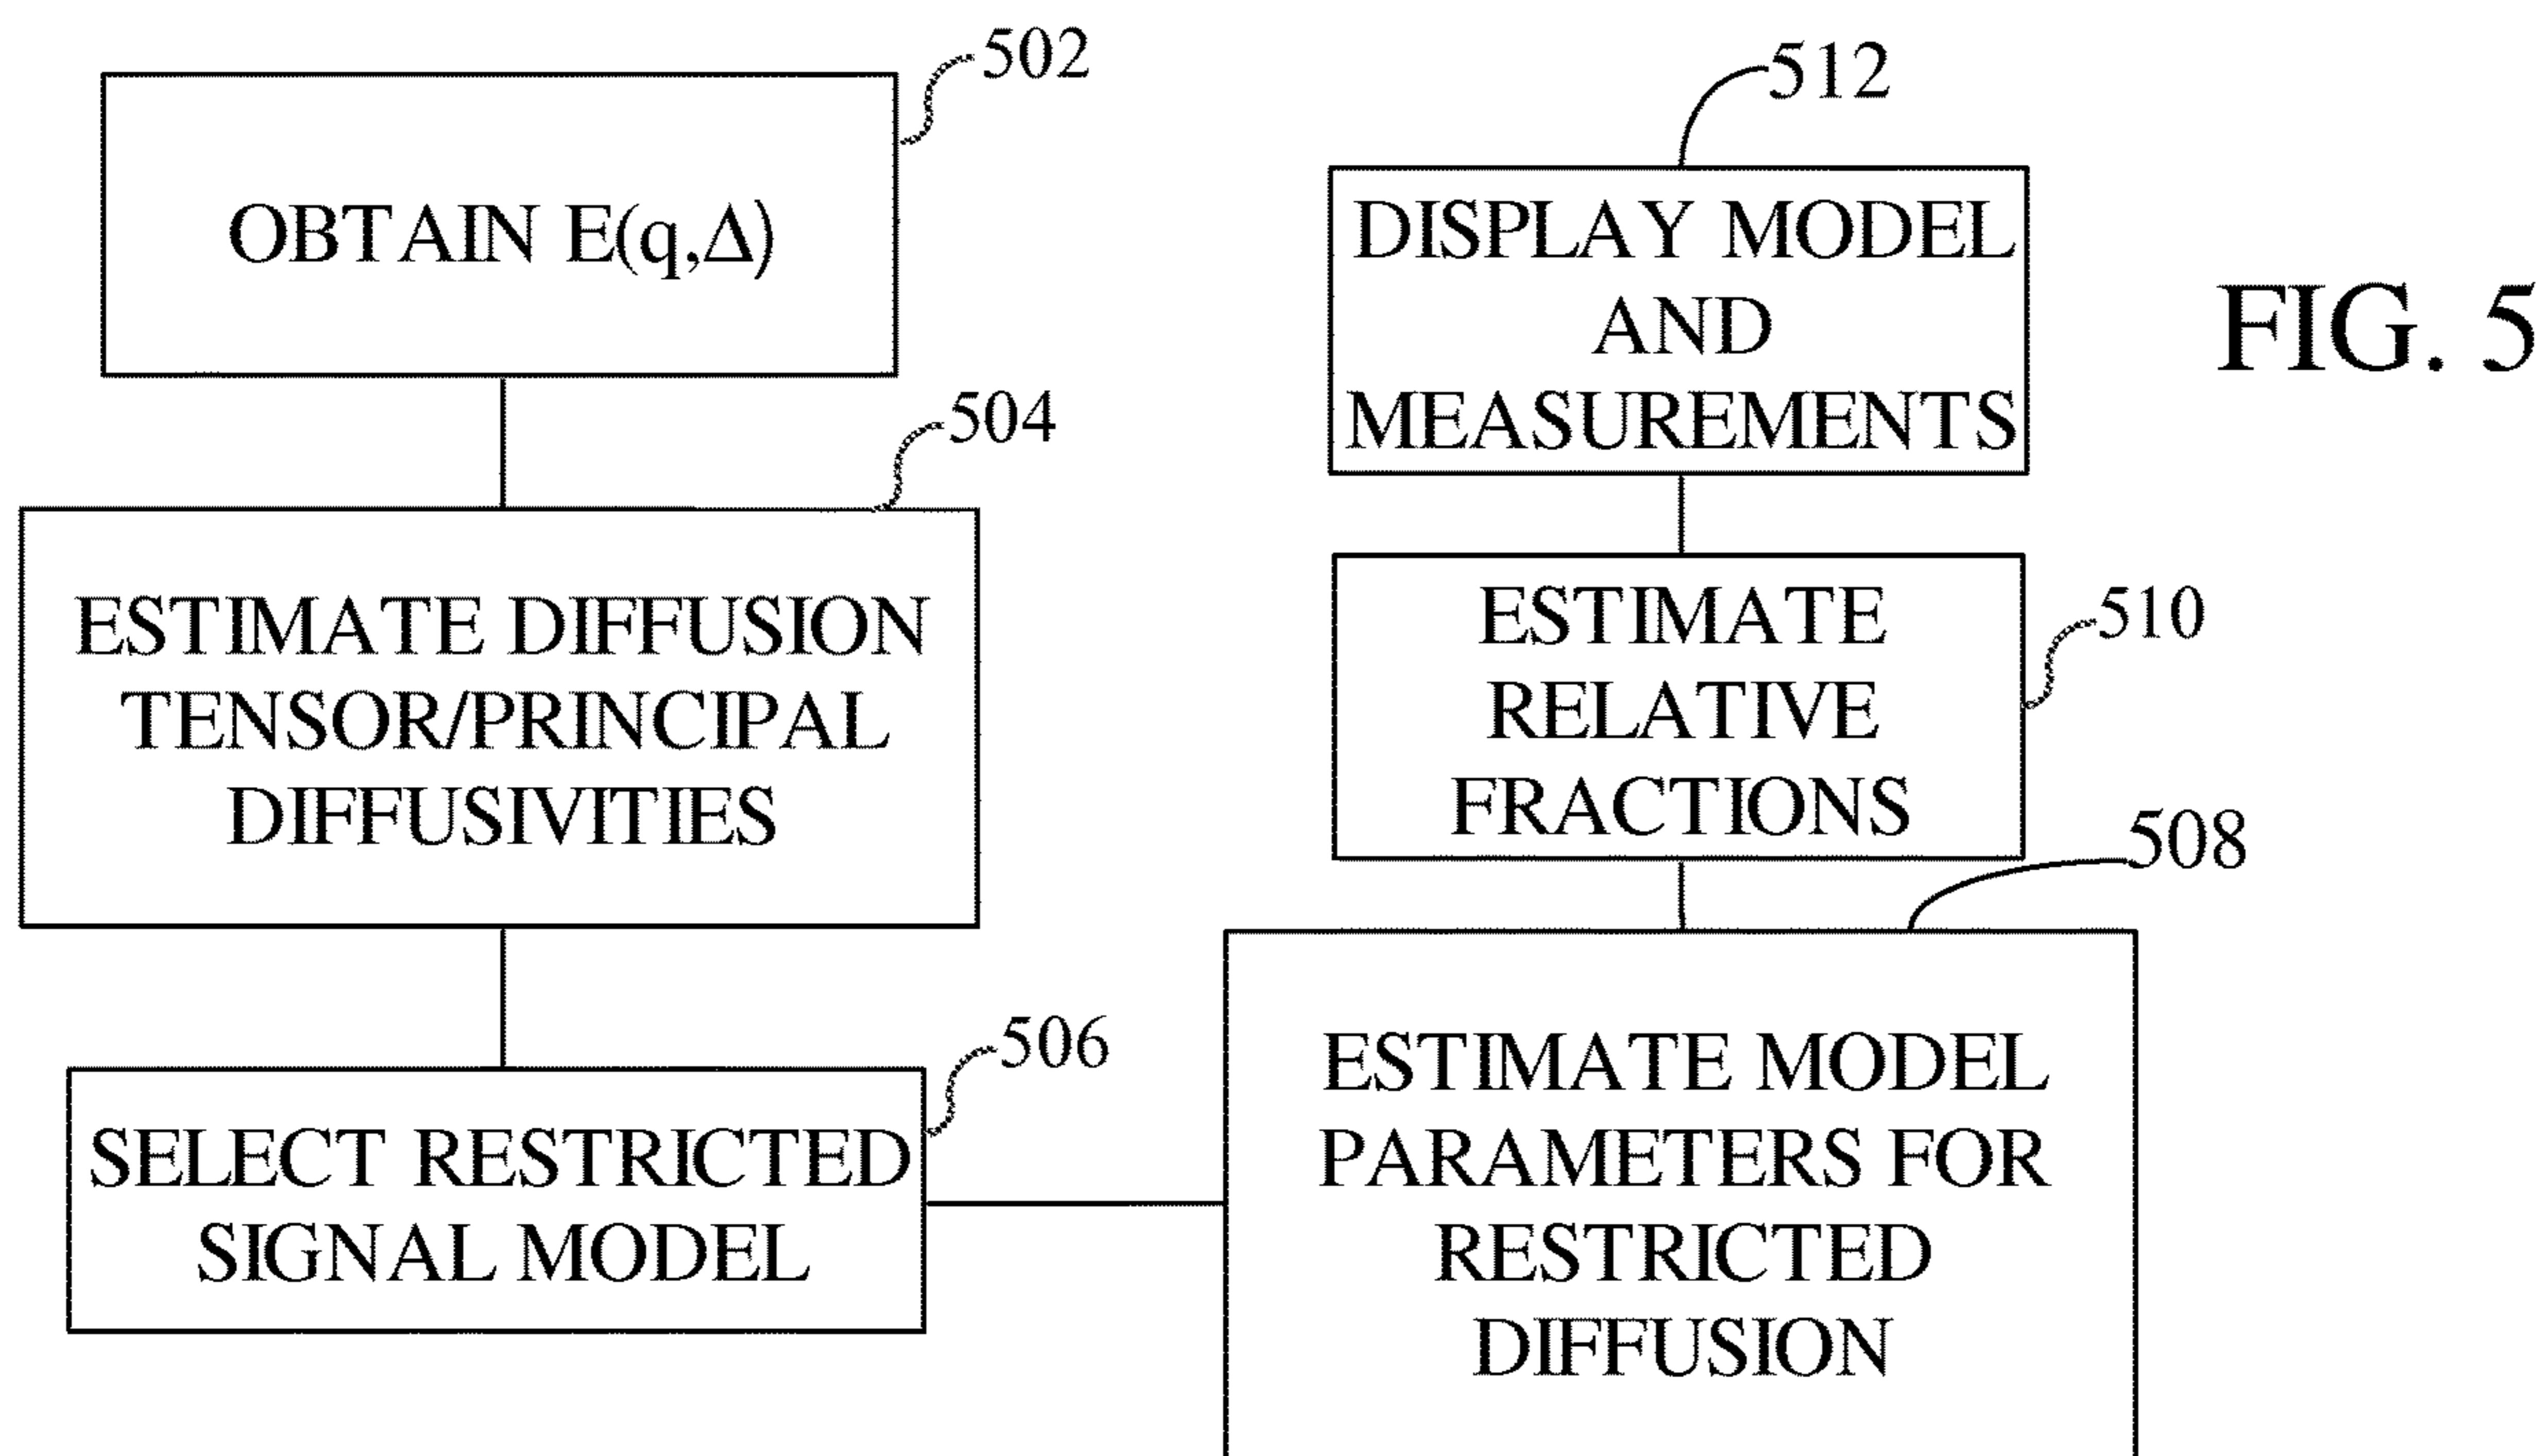 502
OBTAIN E(q,Δ)
504
ESTIMATE DIFFUSION
TENSOR/PRINCIPAL
DIFFUSIVITIES
506
SELECT RESTRICTED
SIGNAL MODEL
512
DISPLAY MODEL
AND
MEASUREMENTS
510
ESTIMATE
RELATIVE
FRACTIONS
508
ESTIMATE MODEL
PARAMETERS FOR
RESTRICTED
DIFFUSION
FIG. 5